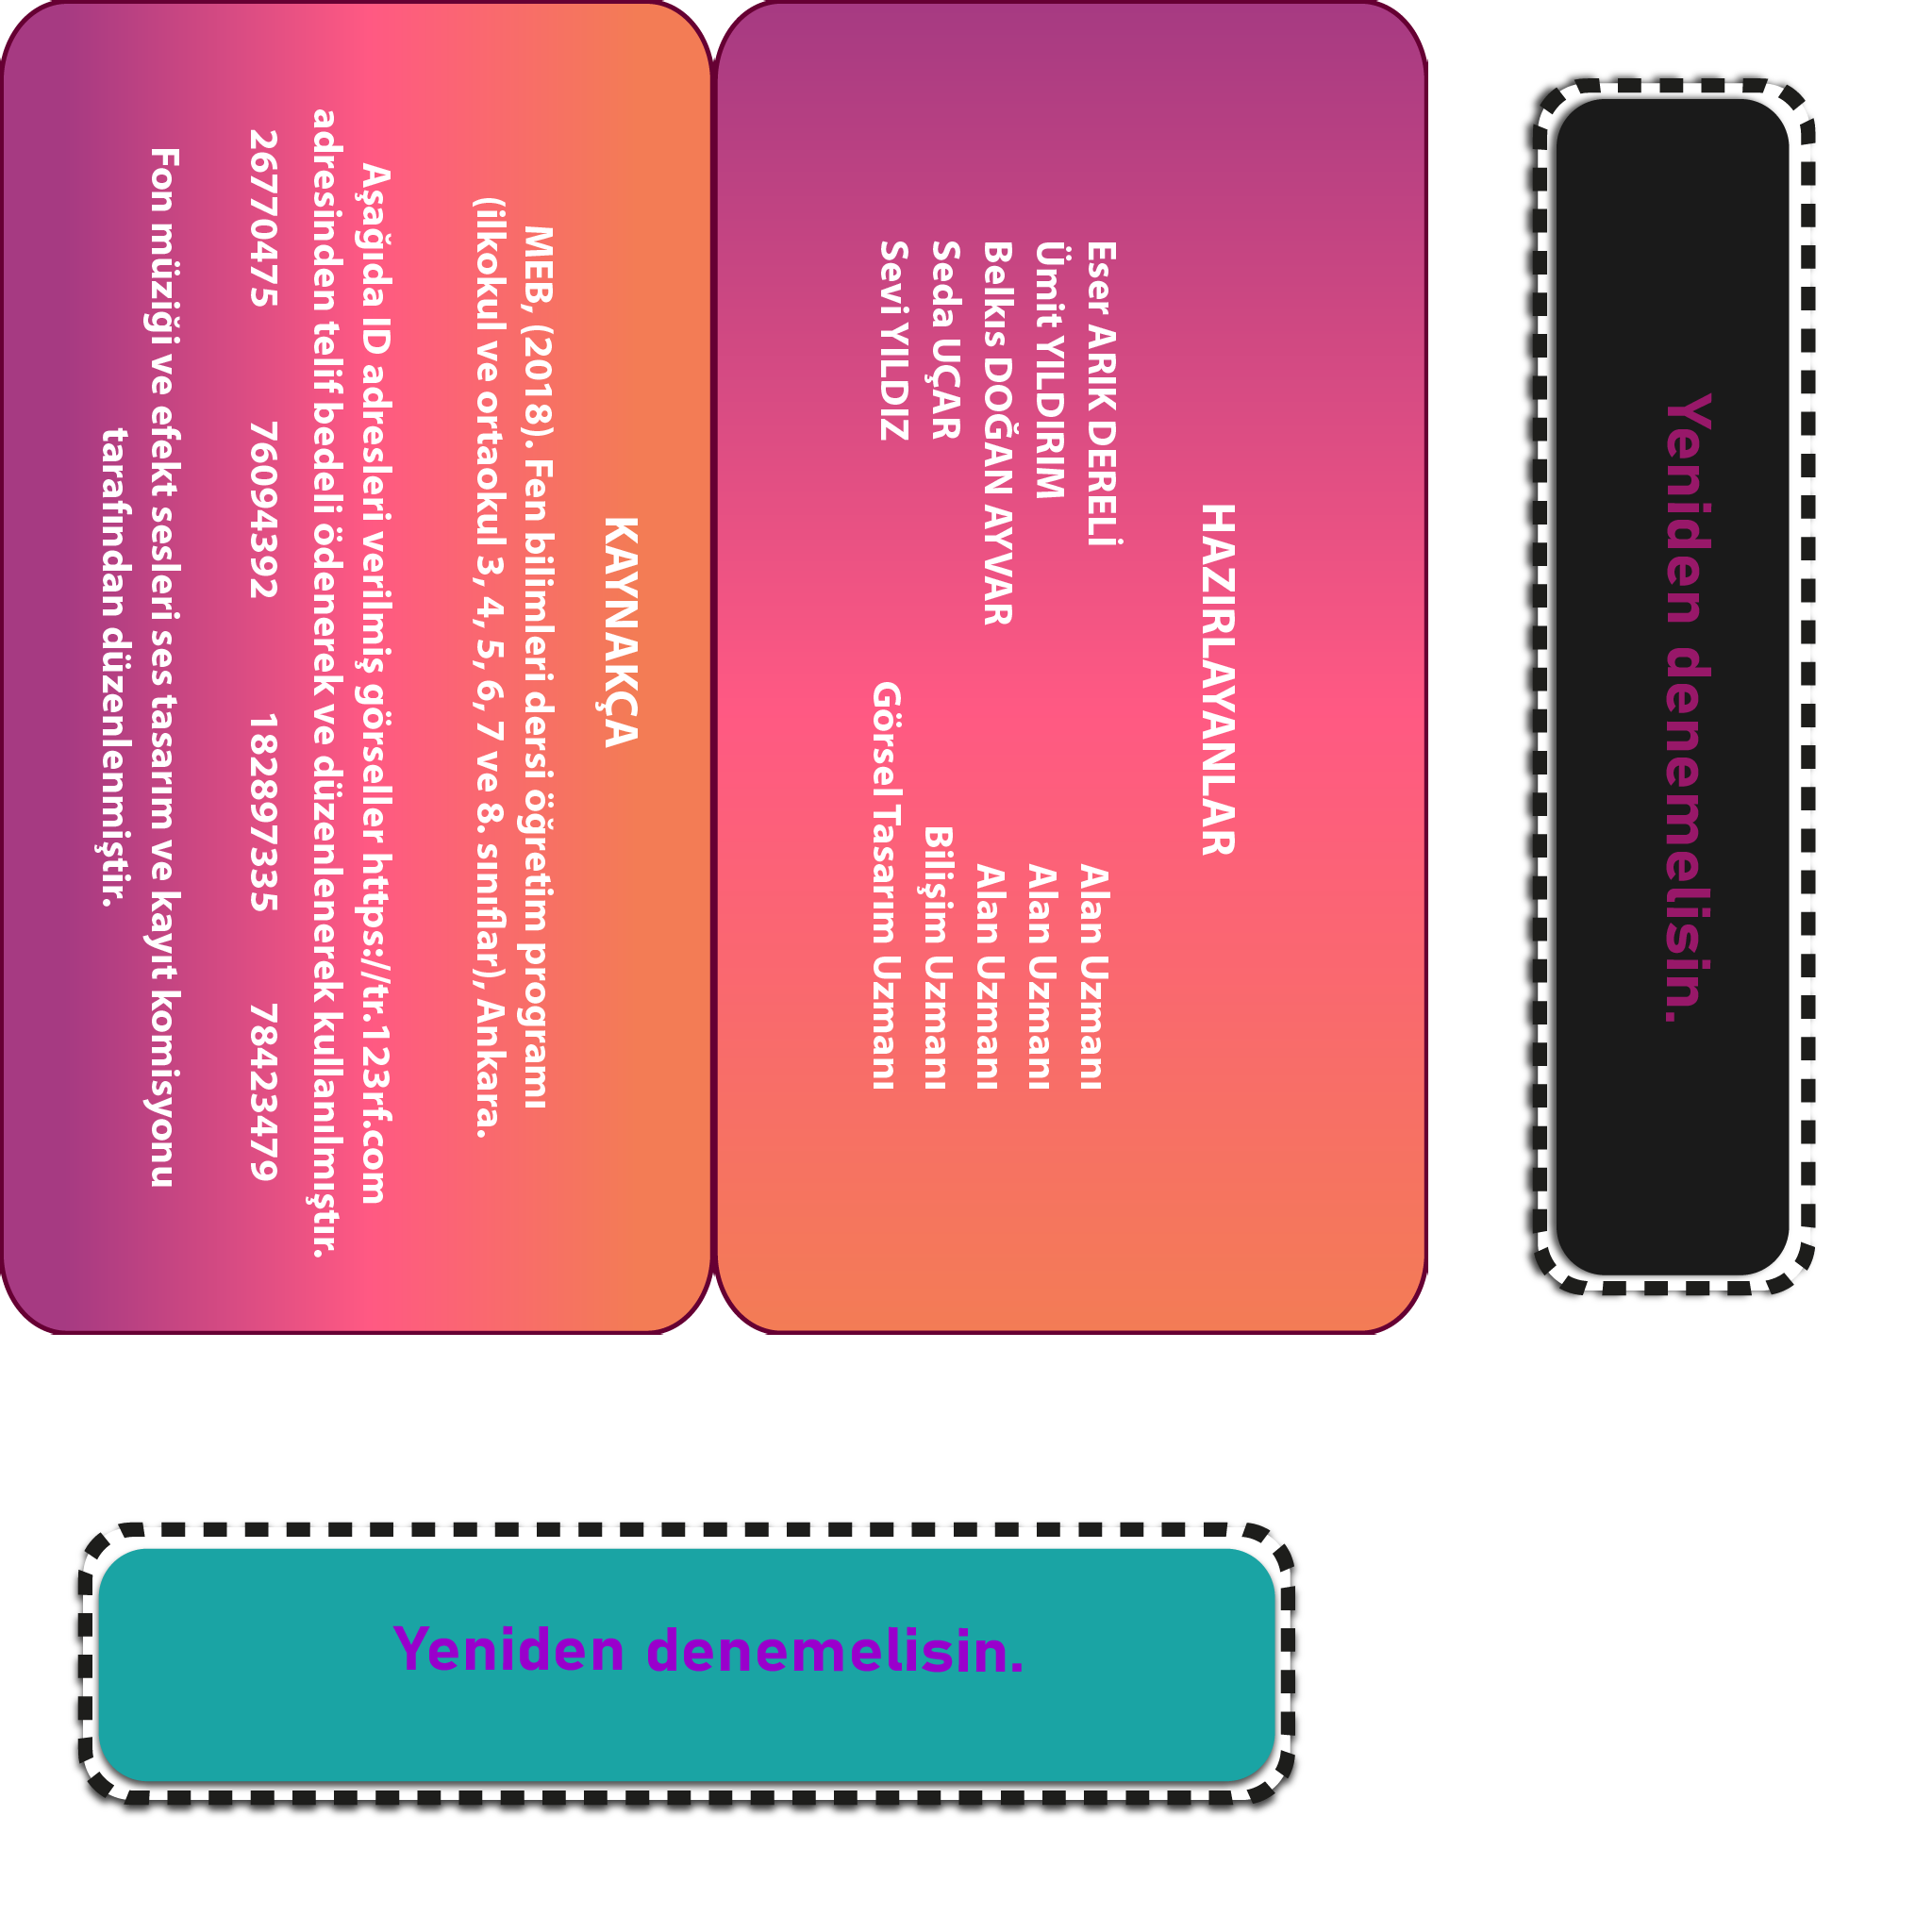 HAZIRLAYANLAR
Eser ARIK DERELİ Alan Uzmanı
Ümit YILDIRIM Alan Uzmanı
Belkıs DOĞAN AYVAR Alan Uzmanı
Seda UÇAR Bilişim Uzmanı
Sevi YILDIZ Görsel Tasarım Uzmanı
KAYNAKÇA
MEB, (2018). Fen bilimleri dersi öğretim programı
(ilkokul ve ortaokul 3, 4, 5, 6, 7 ve 8. sınıflar), Ankara.
Aşağıda ID adresleri verilmiş görseller https://tr.123rf.com
adresinden telif bedeli ödenerek ve düzenlenerek kullanılmıştır.
26770475 76094392 182897335 78423479
Fon müziği ve efekt sesleri ses tasarım ve kayıt komisyonu
tarafından düzenlenmiştir.
Yeniden denemelisin.
Yeniden denemelisin.